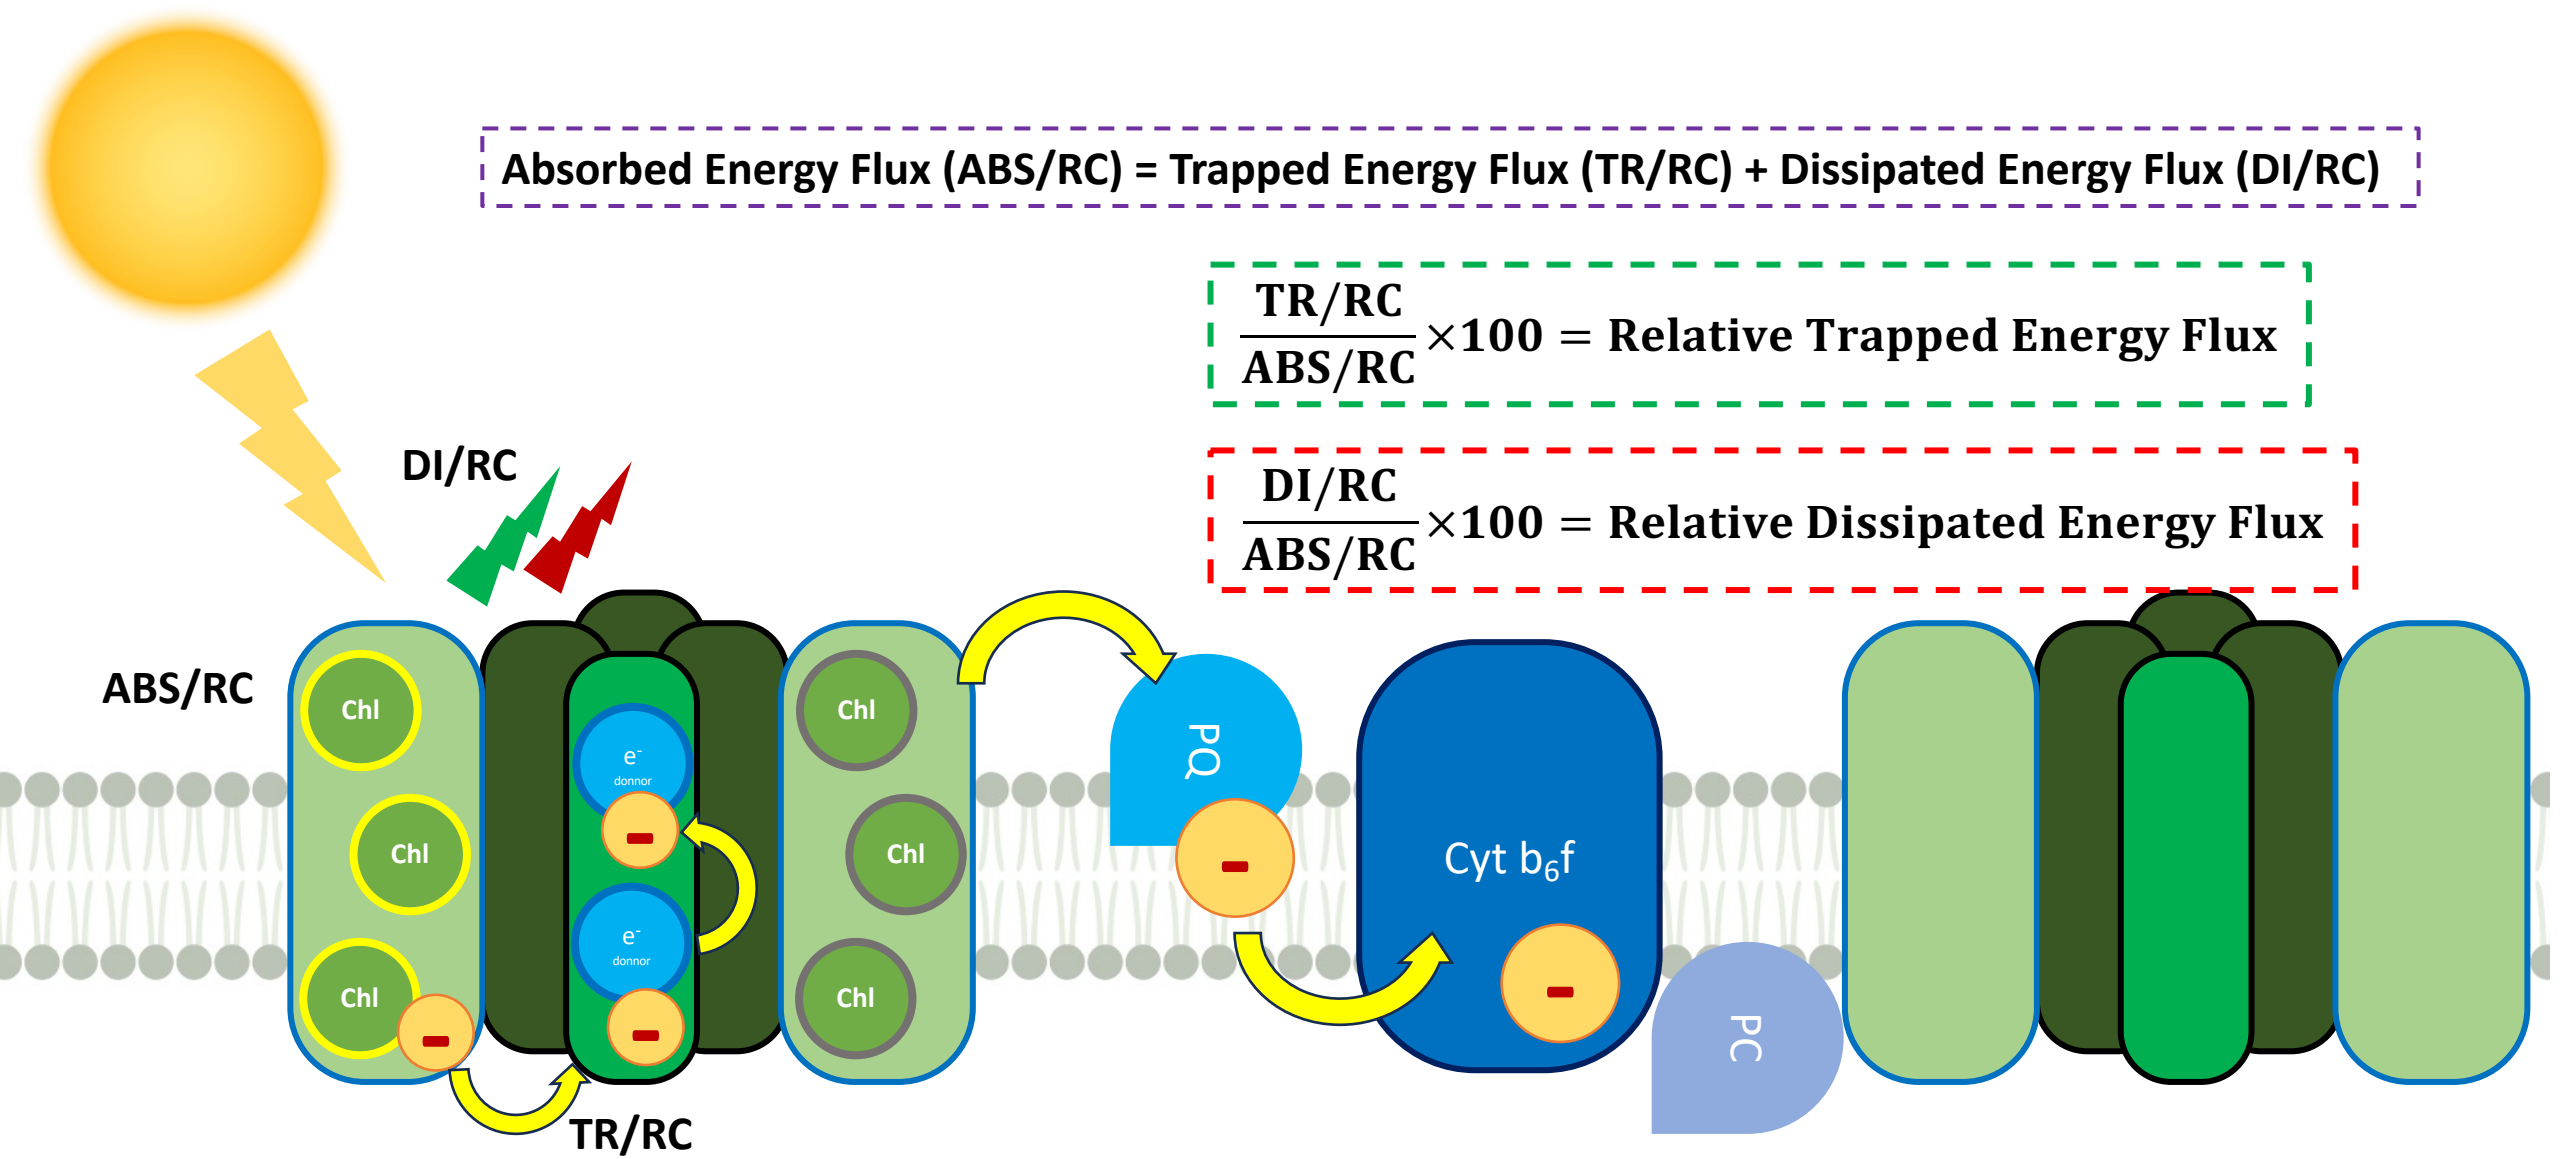 Absorbed Energy Flux (ABS/RC) = Trapped Energy Flux (TR/RC) + Dissipated Energy Flux (DI/RC)
TR/RC
ABS/RC
×100 = Relative Trapped Energy Flux
DI/RC
ABS/RC
×100 = Relative Dissipated Energy Flux
DI/RC
ABS/RC
Chl
Chl
Chl
e-
donnor
-
e-
donnor
-
-
TR/RC
Chl
Chl
Chl
PQ
-
Cyt b6f
-
PC